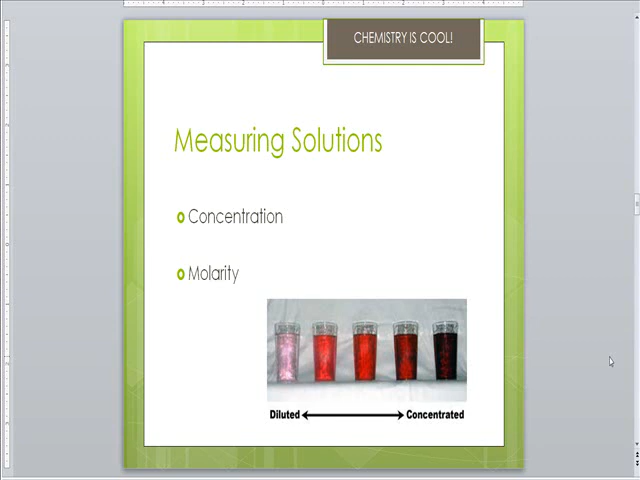 CHEMISTRY IS COOL!
Measuring Solutions
Concentration
Molarity
Diluted Concentrated